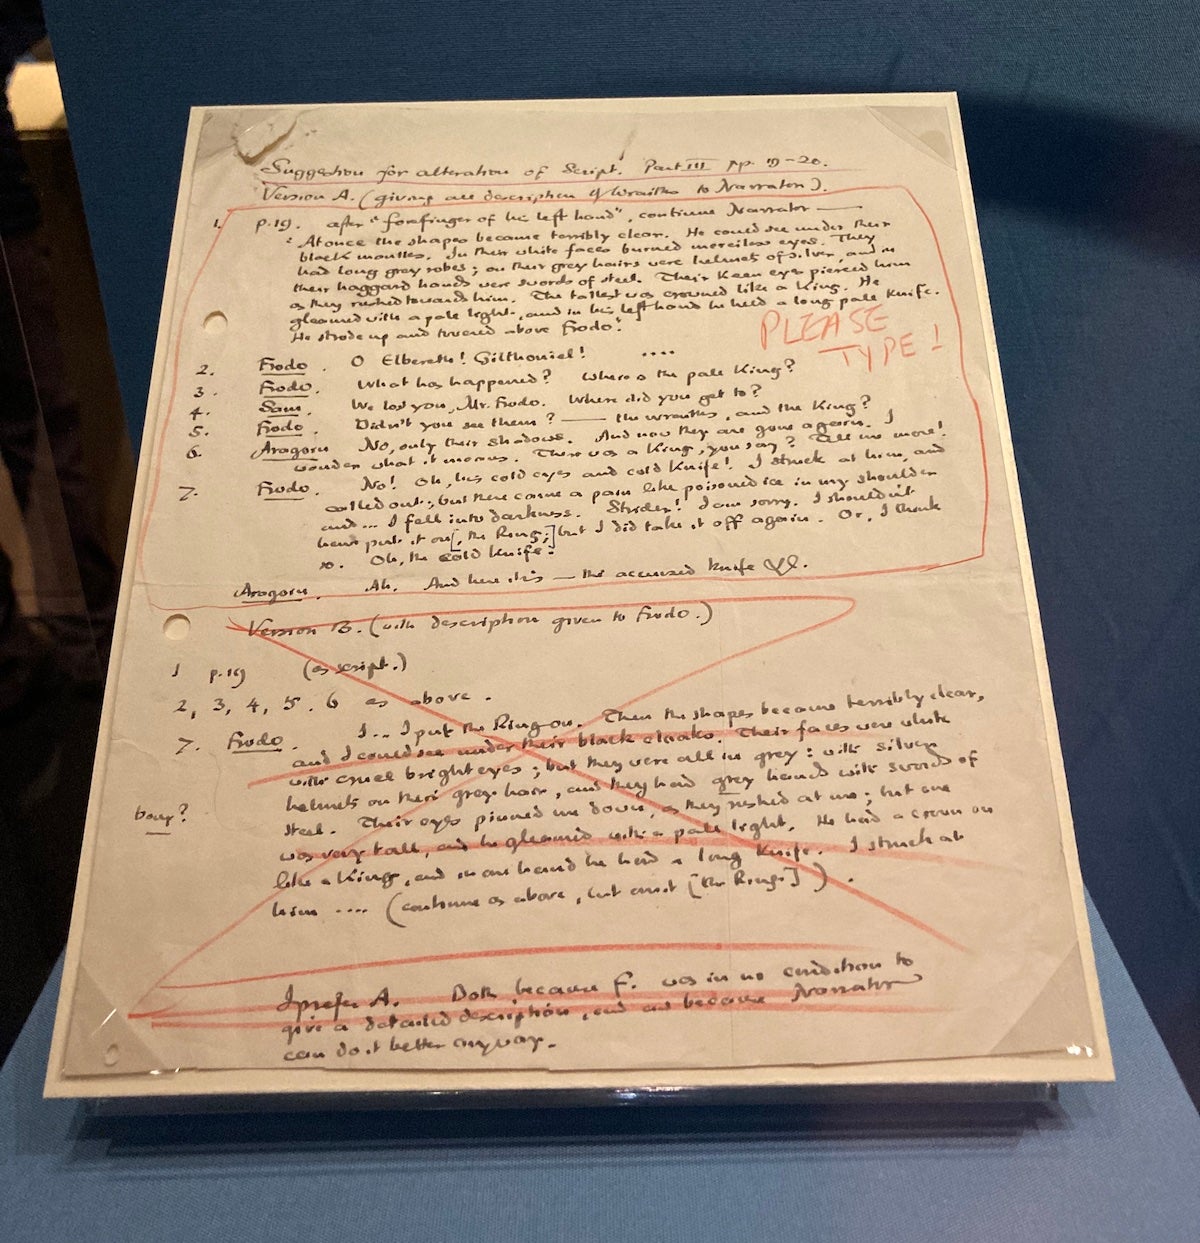 Suggestion for alteration of Script. Part III pp. 19-20.
Version A. (giving all description of Wraiths to Narrator).
1. p.19. after "forefinger of his left hand", continue Narrator —
'At once the shapes became terribly clear. He could see under their
black mantles. In their white faces burned merciless eyes. They
had long grey robes; on their grey hairs were helmets of silver, and in
their haggard hands were swords of steel. Their keen eyes pierced him
as they rushed towards him. The tallest was crowned like a King. He
gleamed with a pale light, and in his left hand he held a long pale knife.
He strode up and towered above Frodo.'
PLEASE
TYPE!
2. Frodo. O Elbereth! Gilthoniel! ....
3. Frodo. What has happened? Where is the pale King?
4. Sam. We lost you, Mr. Frodo. Where did you get to?
5. Frodo. Didn't you see them? — the wraiths, and the King?
6. Aragorn No, only their shadows. And now they are gone again. I
wonder what it means. There was a King, you say? Tell me more!
7. Frodo. No! Oh, his cold eyes and cold knife! I struck at him, and
called out; but there came a pain like poisoned ice in my shoulder
and... I fell into darkness. Strider! I am sorry. I shouldn't
have put it on[, the Ring;] but I did take it off again. Or, I think
so. Oh, the cold knife!
Aragorn. Ah. And here it is — the accursed knife
Version B. (with description given to Frodo.)
1 p.19 (as script.)
2, 3, 4, 5. 6 as above.
7. Frodo. I... I put the Ring on. Then the shapes became terribly clear,
and I could see under their black cloaks. Their faces were white
with cruel bright eyes; but they were all in grey: with silver
helmets on their grey hair, and they had grey hands with swords of
steel. Their eyes pinned me down, as they rushed at me; but one
bony?
was very tall, and he gleamed with a pale light. He had a crown on
like a King, and in one hand he held a long knife. I struck at
him .... (continue as above, but omit [the Ring;]).
I prefer A. Both because F. was in no condition to
give a detailed description, and because Narrator
can do it better anyway.